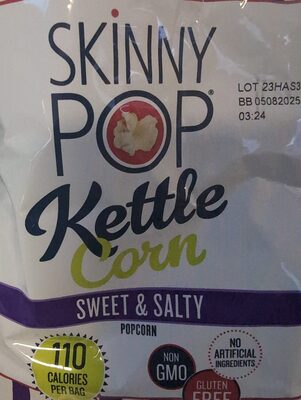 SKINNY
POP®
LOT 23HAS3
BB 05082025
03:24
Kettle
Corn
SWEET & SALTY
POPCORN
110
CALORIES
PER BAG
NON
GMO
NO
ARTIFICIAL
INGREDIENTS
GLUTEN
FREE